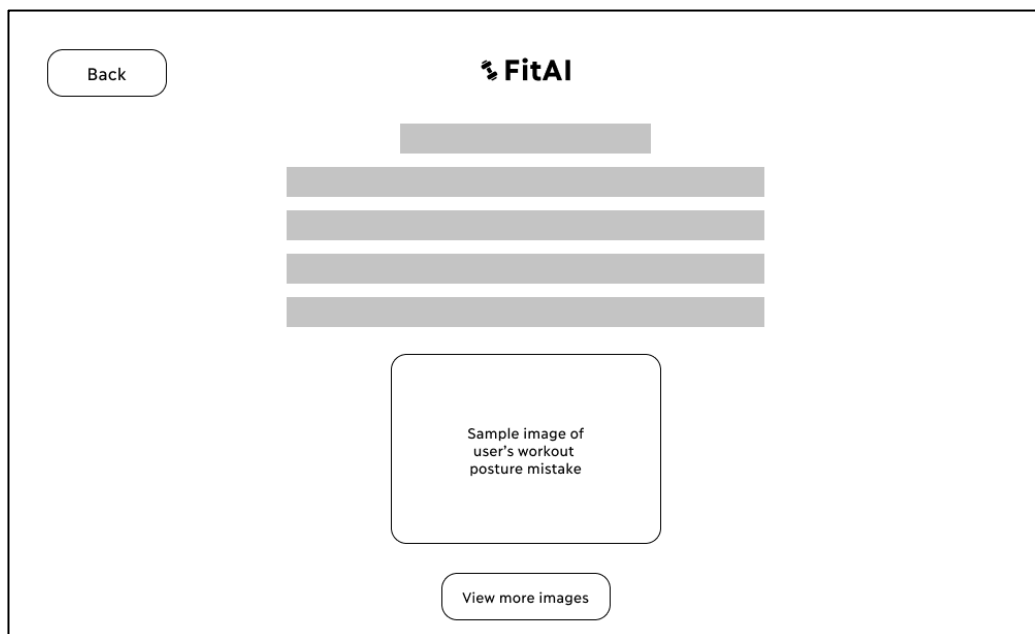 Back
FitAI
Sample image of
user's workout
posture mistake
View more images